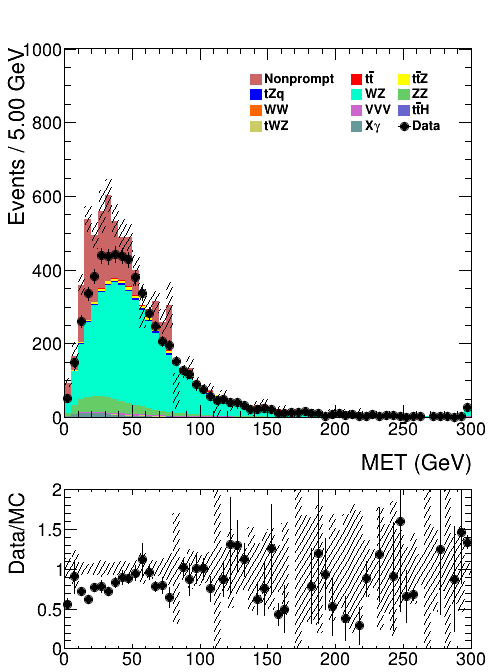 Events / 5.00 GeV
1000
800
600
400
200
0
Nonprompt tt̄ tt̄Z
tZq WZ ZZ
WW VVV tt̄H
tWZ Xγ Data
0 50 100 150 200 250 300
MET (GeV)
Data/MC
2
1.5
1
0.5
0
0 50 100 150 200 250 300